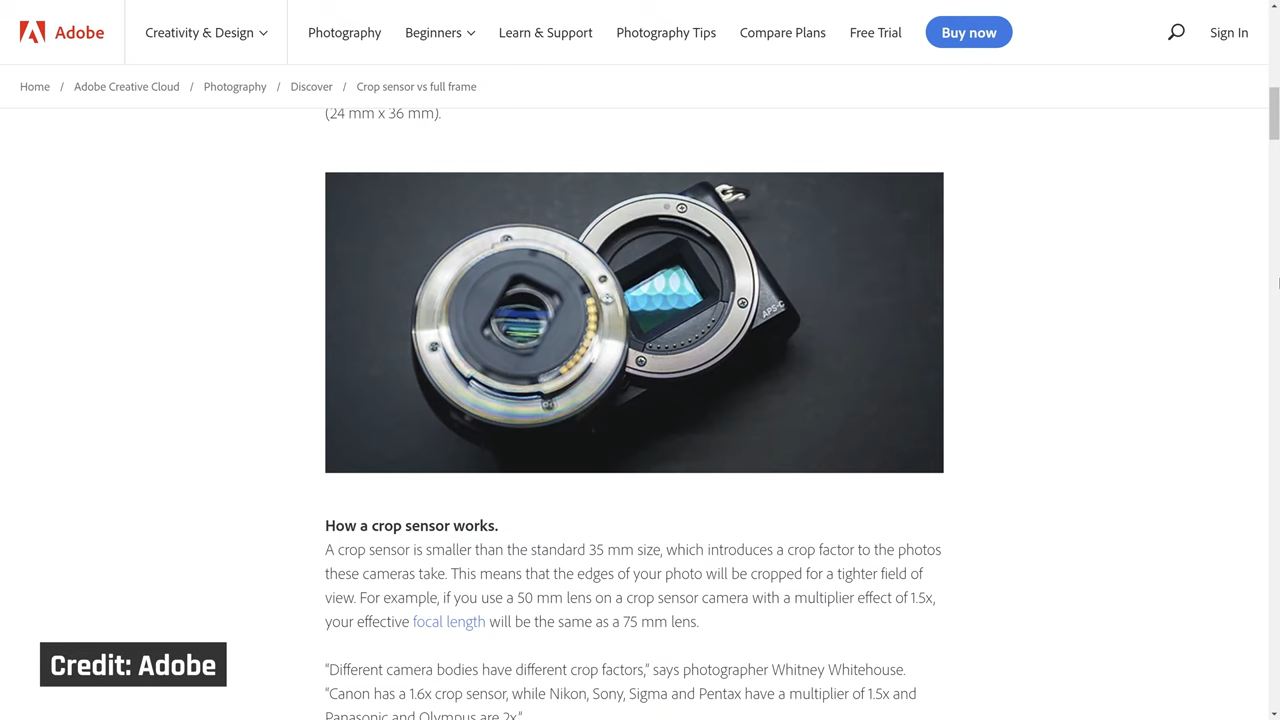 Adobe
Creativity & Design
Photography
Beginners
Learn & Support
Photography Tips
Compare Plans
Free Trial
Buy now
Sign In
Home / Adobe Creative Cloud / Photography / Discover / Crop sensor vs full frame
(24 mm x 36 mm).
APS-C
How a crop sensor works.
A crop sensor is smaller than the standard 35 mm size, which introduces a crop factor to the photos
these cameras take. This means that the edges of your photo will be cropped for a tighter field of
view. For example, if you use a 50 mm lens on a crop sensor camera with a multiplier effect of 1.5x,
your effective focal length will be the same as a 75 mm lens.
Credit: Adobe
"Different camera bodies have different crop factors," says photographer Whitney Whitehouse.
"Canon has a 1.6x crop sensor, while Nikon, Sony, Sigma and Pentax have a multiplier of 1.5x and
Panasonic and Olympus are 2x."